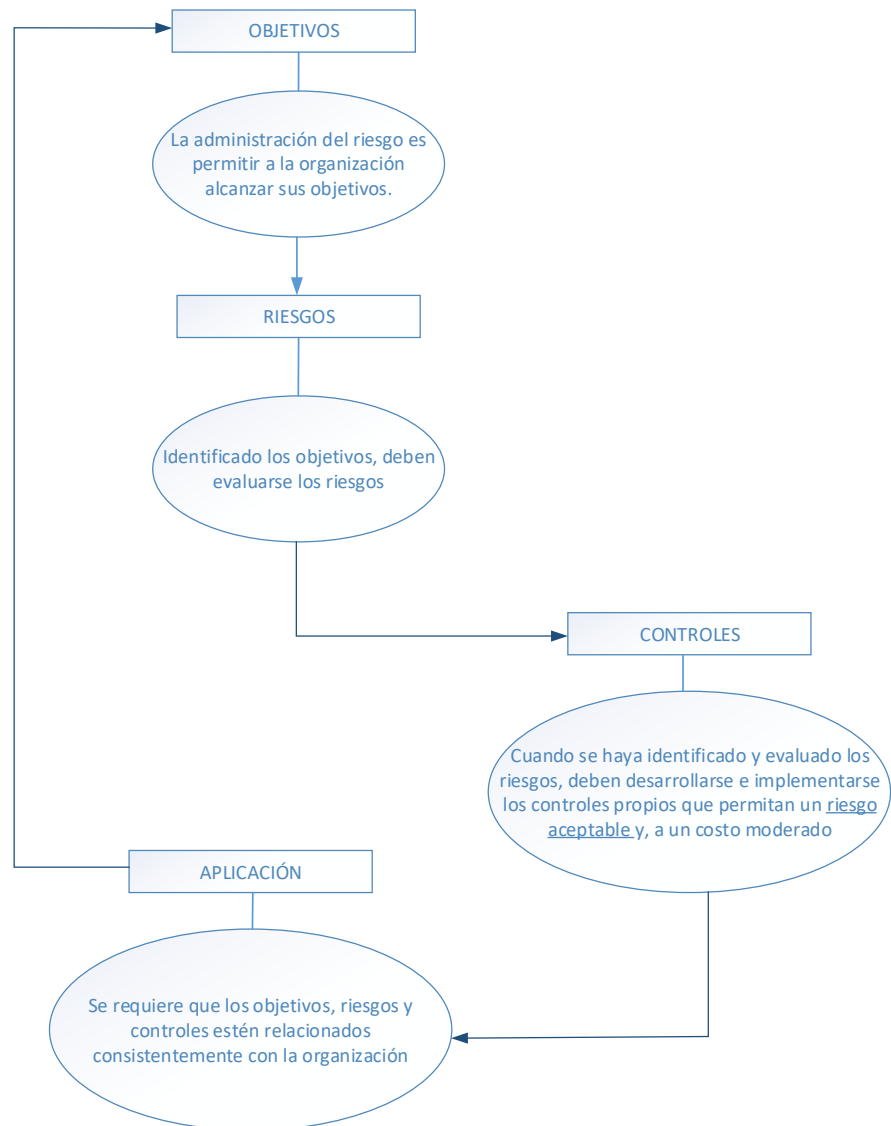 OBJETIVOS
La administración del riesgo es
permitir a la organización
alcanzar sus objetivos.
RIESGOS
Identificado los objetivos, deben
evaluarse los riesgos
CONTROLES
Cuando se haya identificado y evaluado los
riesgos, deben desarrollarse e implementarse
los controles propios que permitan un riesgo
aceptable y, a un costo moderado
APLICACIÓN
Se requiere que los objetivos, riesgos y
controles estén relacionados
consistentemente con la organización